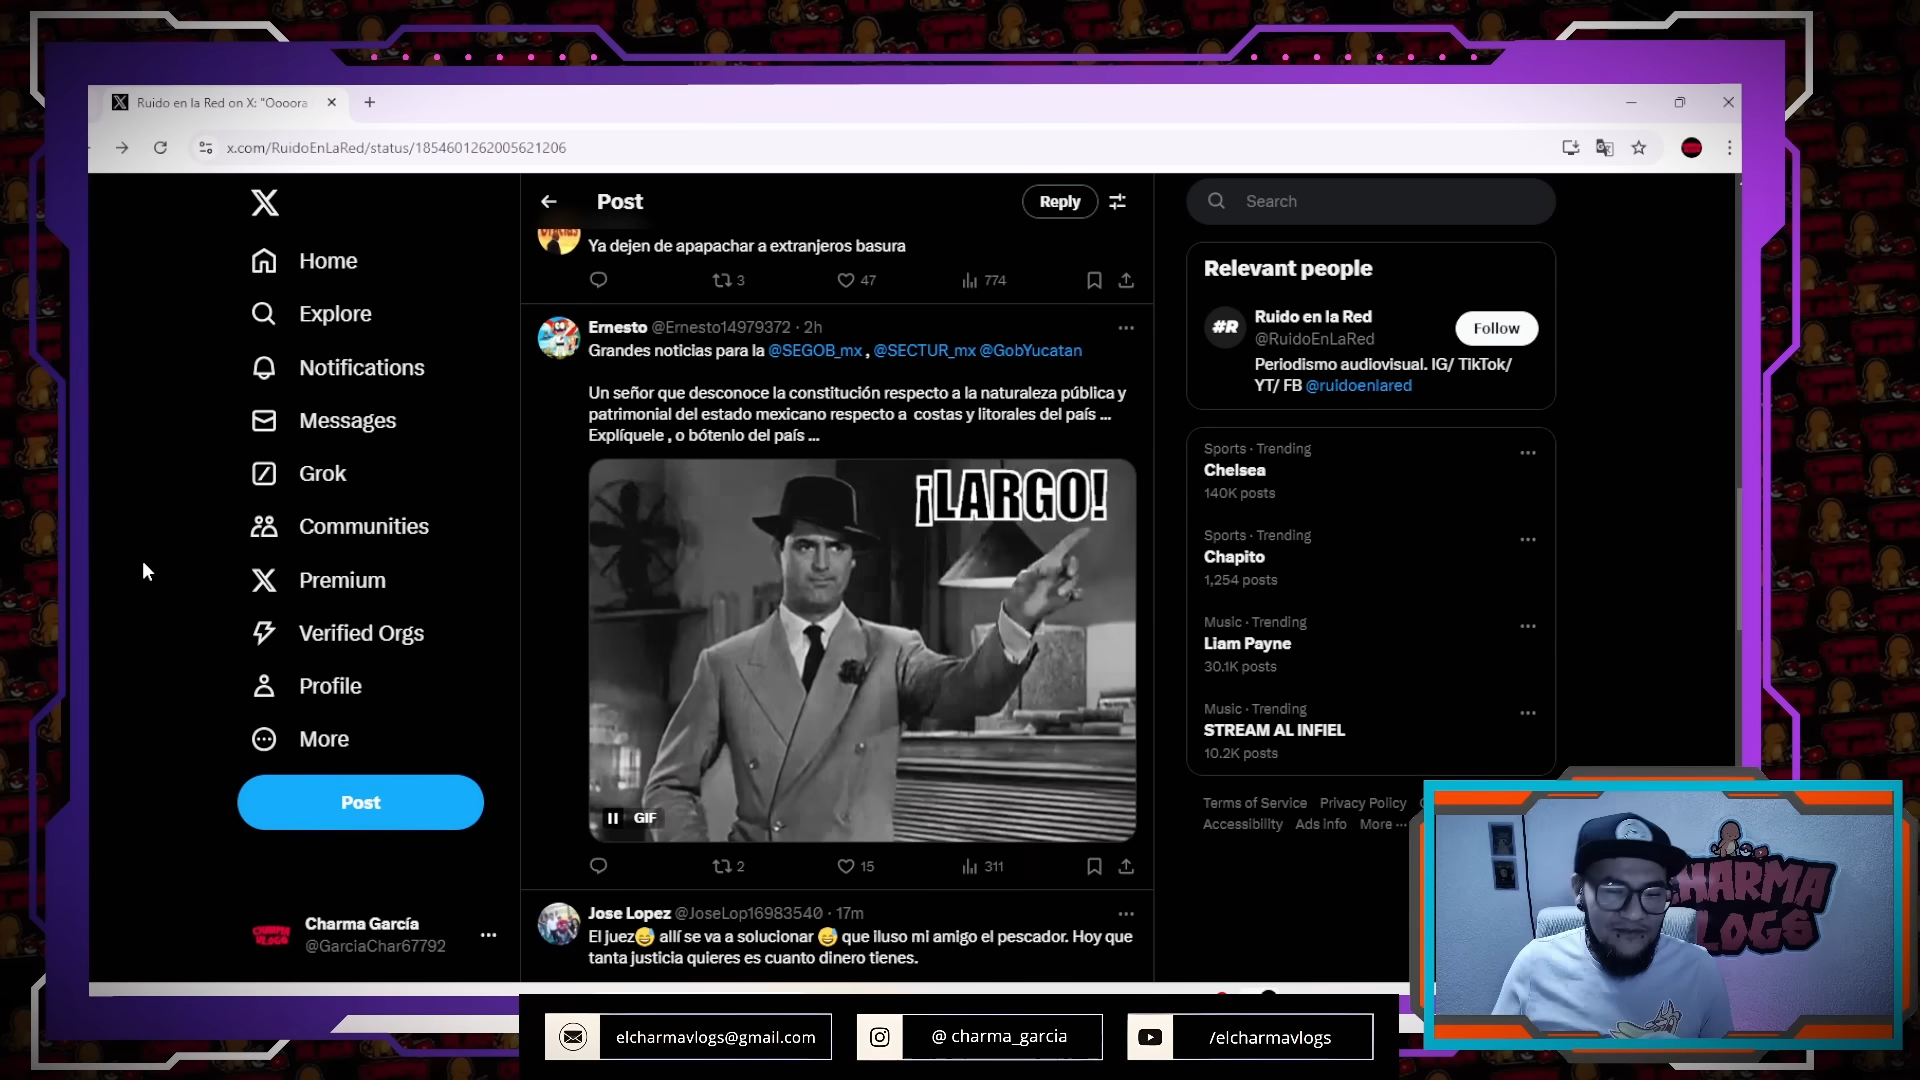 Ruido en la Red on X: "Oooora
x.com/RuidoEnLaRed/status/1854601262005621206
Home
Explore
Notifications
Messages
Grok
Communities
Premium
Verified Orgs
Profile
More
Post
Charma García
@GarciaChar67792
Post
Reply
Ya dejen de apapachar a extranjeros basura
3
47
774
Ernesto @Ernesto14979372 · 2h
Grandes noticias para la @SEGOB_mx , @SECTUR_mx @GobYucatan
Un señor que desconoce la constitución respecto a la naturaleza pública y
patrimonial del estado mexicano respecto a costas y litorales del país ...
Explíquele , o bótenlo del país ...
¡LARGO!
GIF
2
15
311
Jose Lopez @JoseLop16983540 · 17m
El juez😅 allí se va a solucionar 😅 que iluso mi amigo el pescador. Hoy que
tanta justicia quieres es cuanto dinero tienes.
Search
Relevant people
#R
Ruido en la Red
@RuidoEnLaRed
Follow
Periodismo audiovisual. IG/ TikTok/
YT/ FB @ruidoenlared
Sports · Trending
Chelsea
140K posts
Sports · Trending
Chapito
1,254 posts
Music · Trending
Liam Payne
30.1K posts
Music · Trending
STREAM AL INFIEL
10.2K posts
Terms of Service Privacy Policy
Accessibility Ads info More ...
CHARMA
VLOGS
elcharmavlogs@gmail.com
@ charma_garcia
/elcharmavlogs